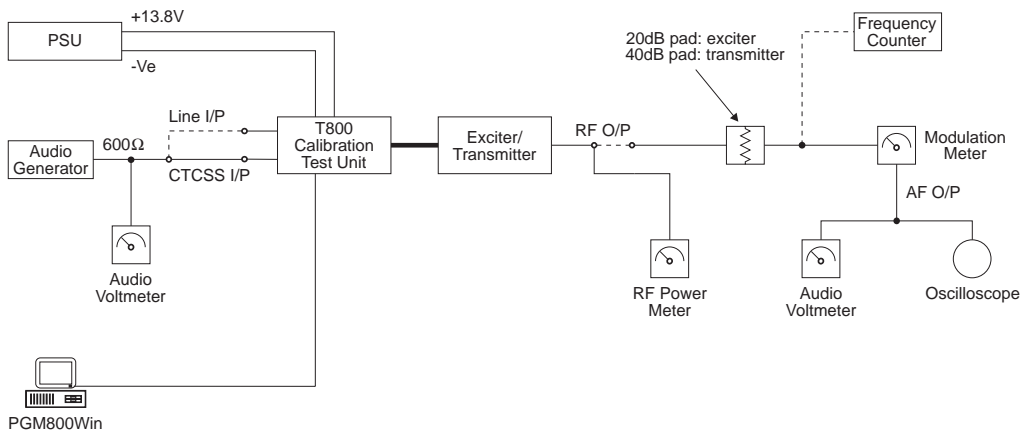 +13.8V
PSU
-Ve
20dB pad: exciter
40dB pad: transmitter
Frequency
Counter
Line I/P
600Ω
Audio
Generator
CTCSS I/P
T800
Calibration
Test Unit
Exciter/
Transmitter
RF O/P
Modulation
Meter
AF O/P
Audio
Voltmeter
RF Power
Meter
Audio
Voltmeter
Oscilloscope
PGM800Win